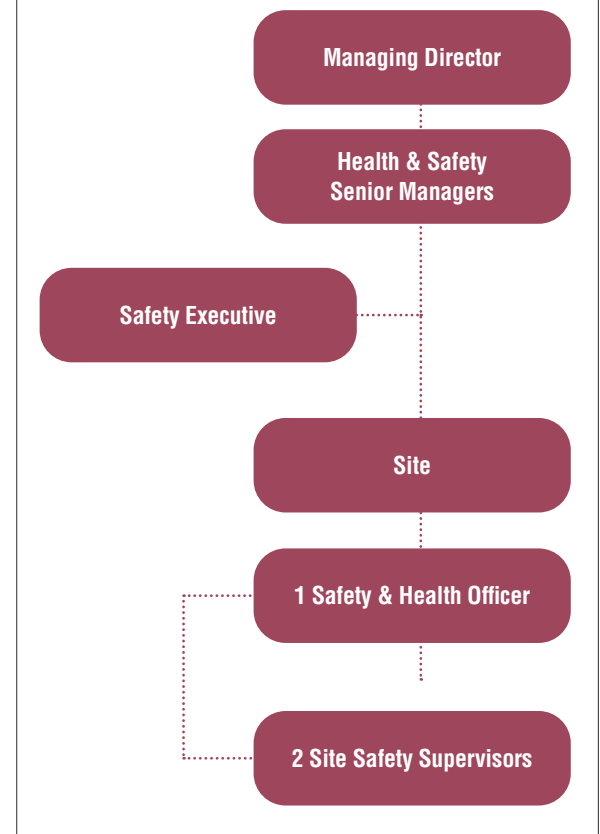 Managing Director
Health & Safety
Senior Managers
Safety Executive
Site
1 Safety & Health Officer
2 Site Safety Supervisors